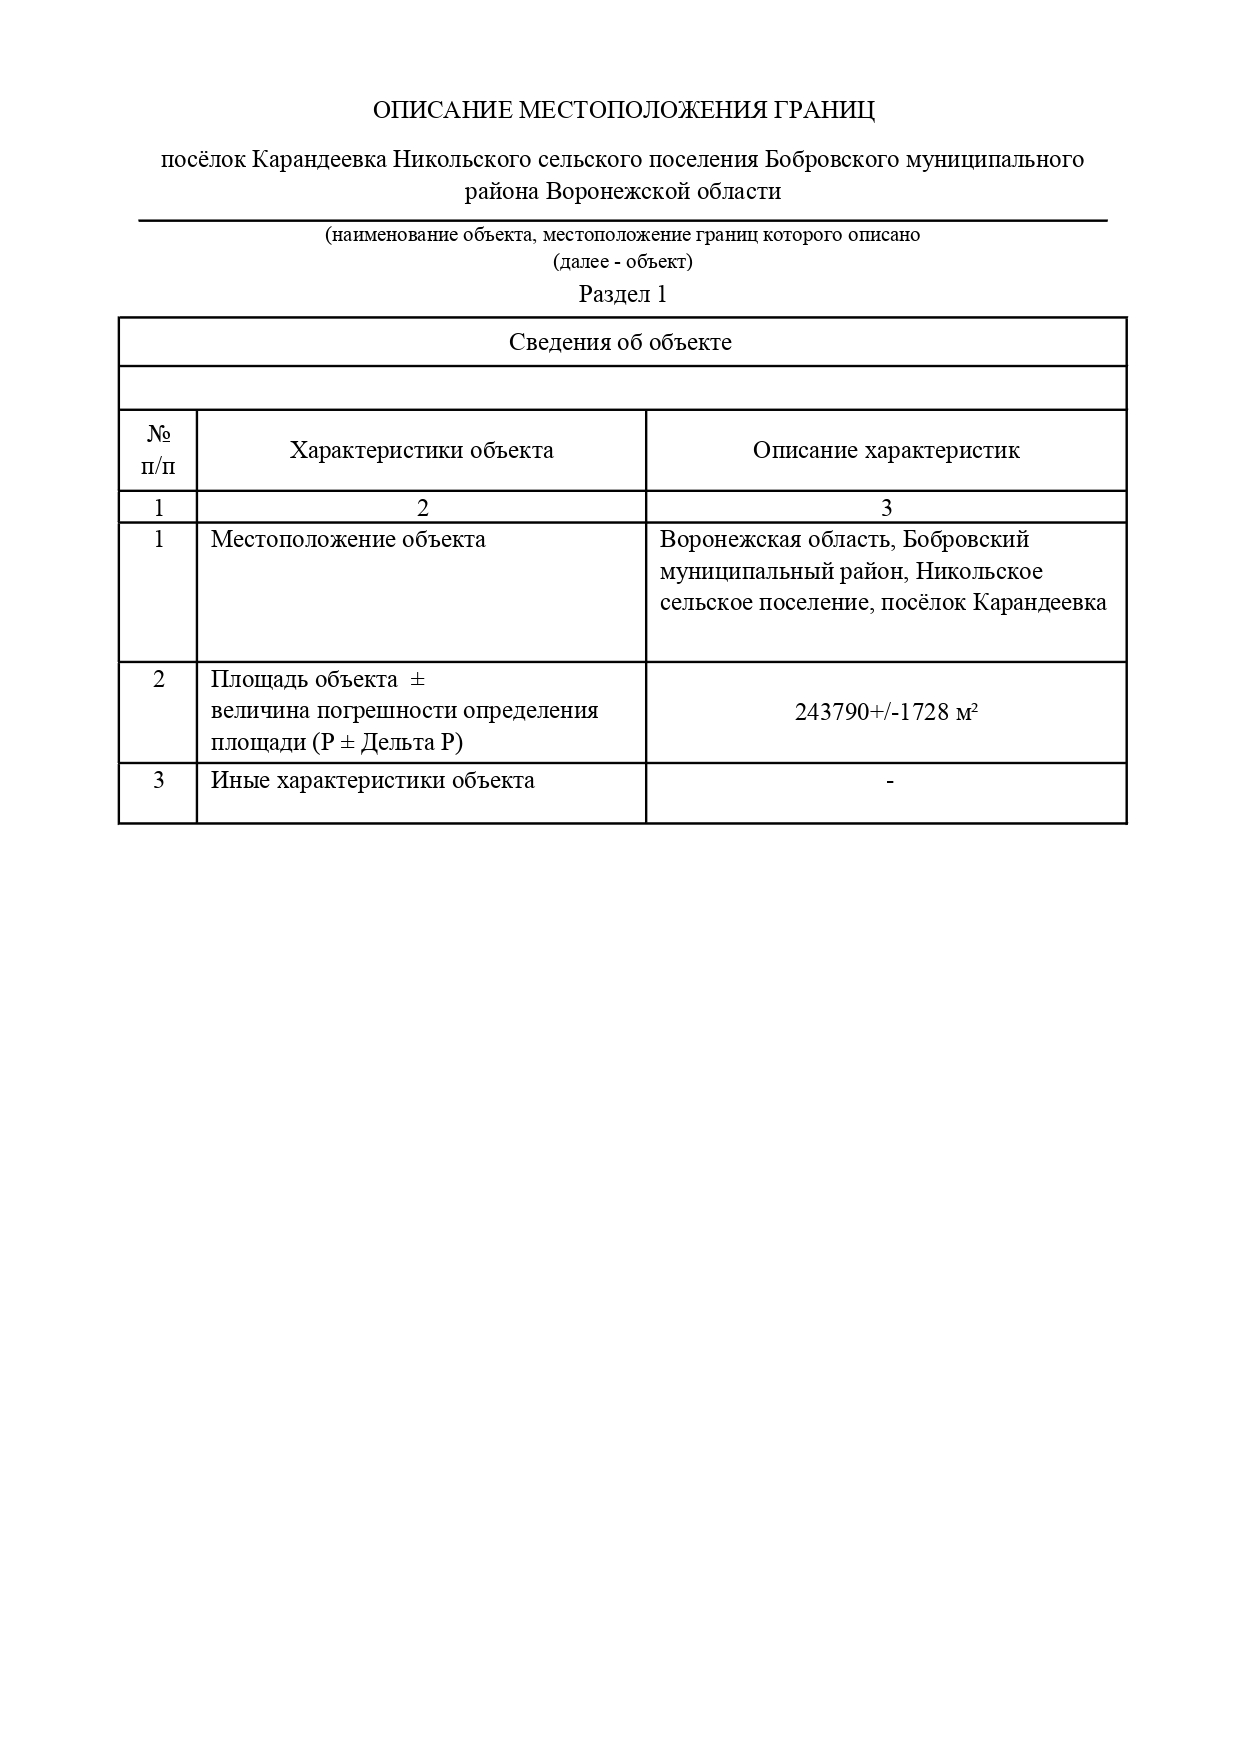 ОПИСАНИЕ МЕСТОПОЛОЖЕНИЯ ГРАНИЦ
посёлок Карандеевка Никольского сельского поселения Бобровского муниципального
района Воронежской области
(наименование объекта, местоположение границ которого описано
(далее - объект)
Раздел 1
Сведения об объекте
№
п/п
Характеристики объекта
Описание характеристик
1
2
3
1
Местоположение объекта
Воронежская область, Бобровский
муниципальный район, Никольское
сельское поселение, посёлок Карандеевка
2
Площадь объекта ±
величина погрешности определения
площади (P ± Дельта P)
243790+/-1728 м²
3
Иные характеристики объекта
-